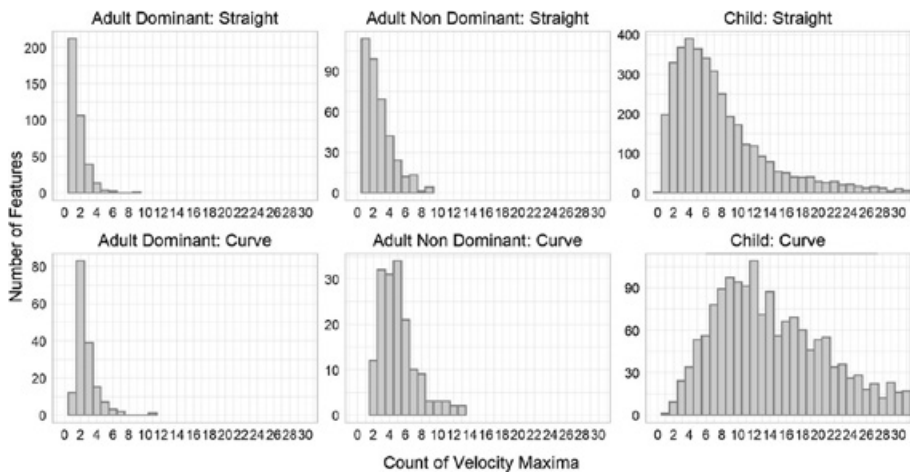 Adult Dominant: Straight
Adult Non Dominant: Straight
Child: Straight
200
150
100
50
0
90
60
30
0
400
300
200
100
0
0 2 4 6 8 10 12 14 16 18 20 22 24 26 28 30
0 2 4 6 8 10 12 14 16 18 20 22 24 26 28 30
0 2 4 6 8 10 12 14 16 18 20 22 24 26 28 30
Number of Features
Adult Dominant: Curve
Adult Non Dominant: Curve
Child: Curve
80
60
40
20
0
30
20
10
0
90
60
30
0
0 2 4 6 8 10 12 14 16 18 20 22 24 26 28 30
0 2 4 6 8 10 12 14 16 18 20 22 24 26 28 30
0 2 4 6 8 10 12 14 16 18 20 22 24 26 28 30
Count of Velocity Maxima